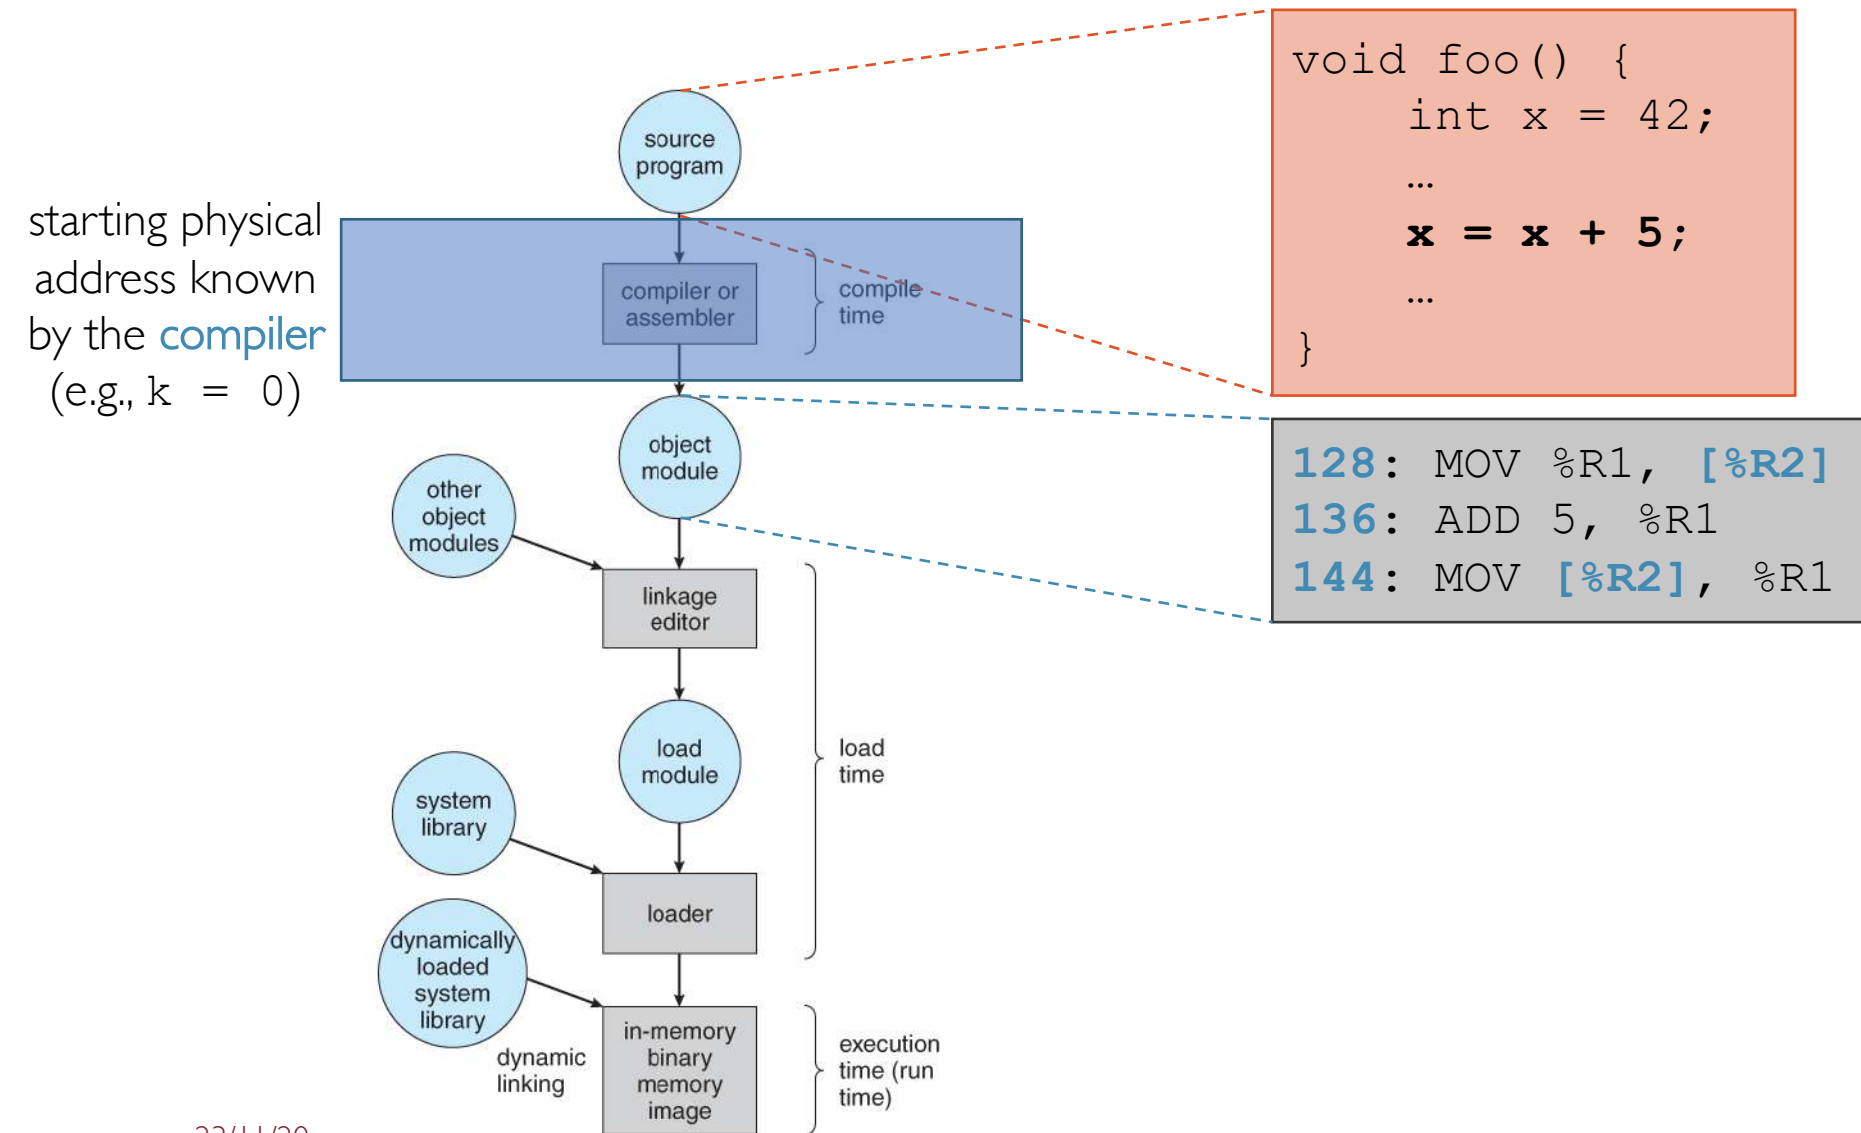 void foo() {
int x = 42;
…
x = x + 5;
…
}
source
program
starting physical
address known
by the compiler
(e.g., k = 0)
compiler or
assembler
compile
time
object
module
128: MOV %R1, [%R2]
136: ADD 5, %R1
144: MOV [%R2], %R1
other
object
modules
linkage
editor
load
module
load
time
system
library
loader
dynamically
loaded
system
library
dynamic
linking
in-memory
binary
memory
image
execution
time (run
time)